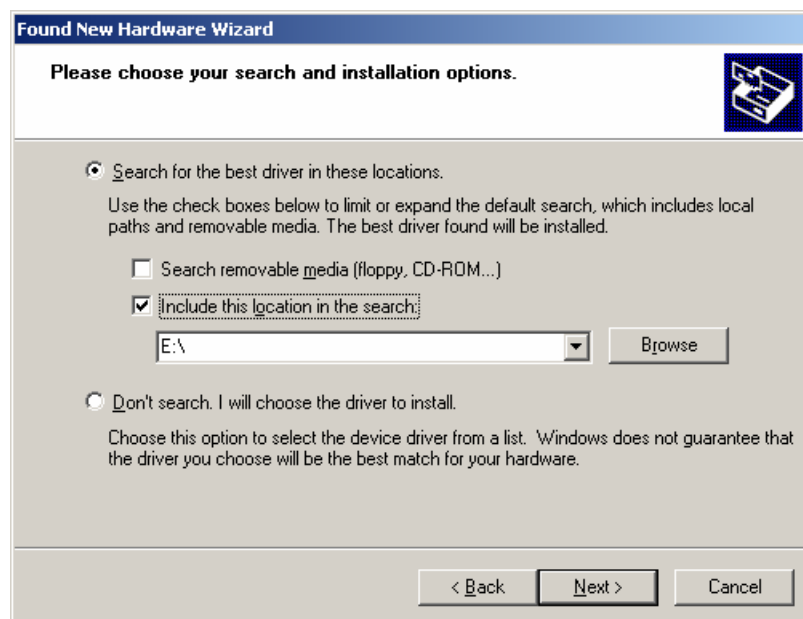 Found New Hardware Wizard
Please choose your search and installation options.
Search for the best driver in these locations.
Use the check boxes below to limit or expand the default search, which includes local
paths and removable media. The best driver found will be installed.
Search removable media (floppy, CD-ROM...)
Include this location in the search:
E:\
Browse
Don't search. I will choose the driver to install.
Choose this option to select the device driver from a list.  Windows does not guarantee that
the driver you choose will be the best match for your hardware.
< Back
Next >
Cancel